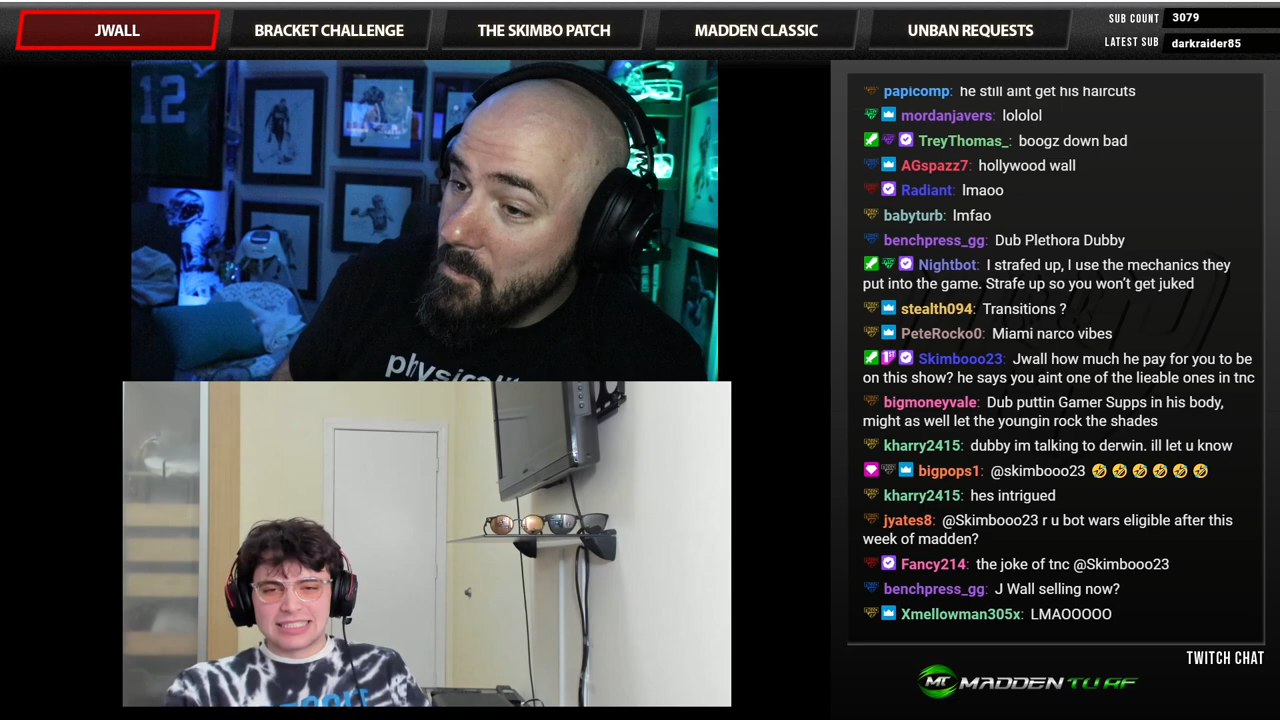 JWALL
BRACKET CHALLENGE
THE SKIMBO PATCH
MADDEN CLASSIC
UNBAN REQUESTS
SUB COUNT 3079
LATEST SUB darkraider85
12
physical
papicomp: he still aint get his haircuts
mordanjavers: lololol
TreyThomas_: boogz down bad
AGspazz7: hollywood wall
Radiant: lmaoo
babyturb: lmfao
benchpress_gg: Dub Plethora Dubby
Nightbot: I strafed up, I use the mechanics they
put into the game. Strafe up so you won't get juked
stealth094: Transitions ?
PeteRocko0: Miami narco vibes
Skimbooo23: Jwall how much he pay for you to be
on this show? he says you aint one of the lieable ones in tnc
bigmoneyvale: Dub puttin Gamer Supps in his body,
might as well let the youngin rock the shades
kharry2415: dubby im talking to derwin. ill let u know
bigpops1: @skimbooo23 🤣 🤣 🤣 🤣 🤣 🤣
kharry2415: hes intrigued
jyates8: @Skimbooo23 r u bot wars eligible after this
week of madden?
Fancy214: the joke of tnc @Skimbooo23
benchpress_gg: J Wall selling now?
Xmellowman305x: LMAOOOOO
TWITCH CHAT
MT MADDEN TURF